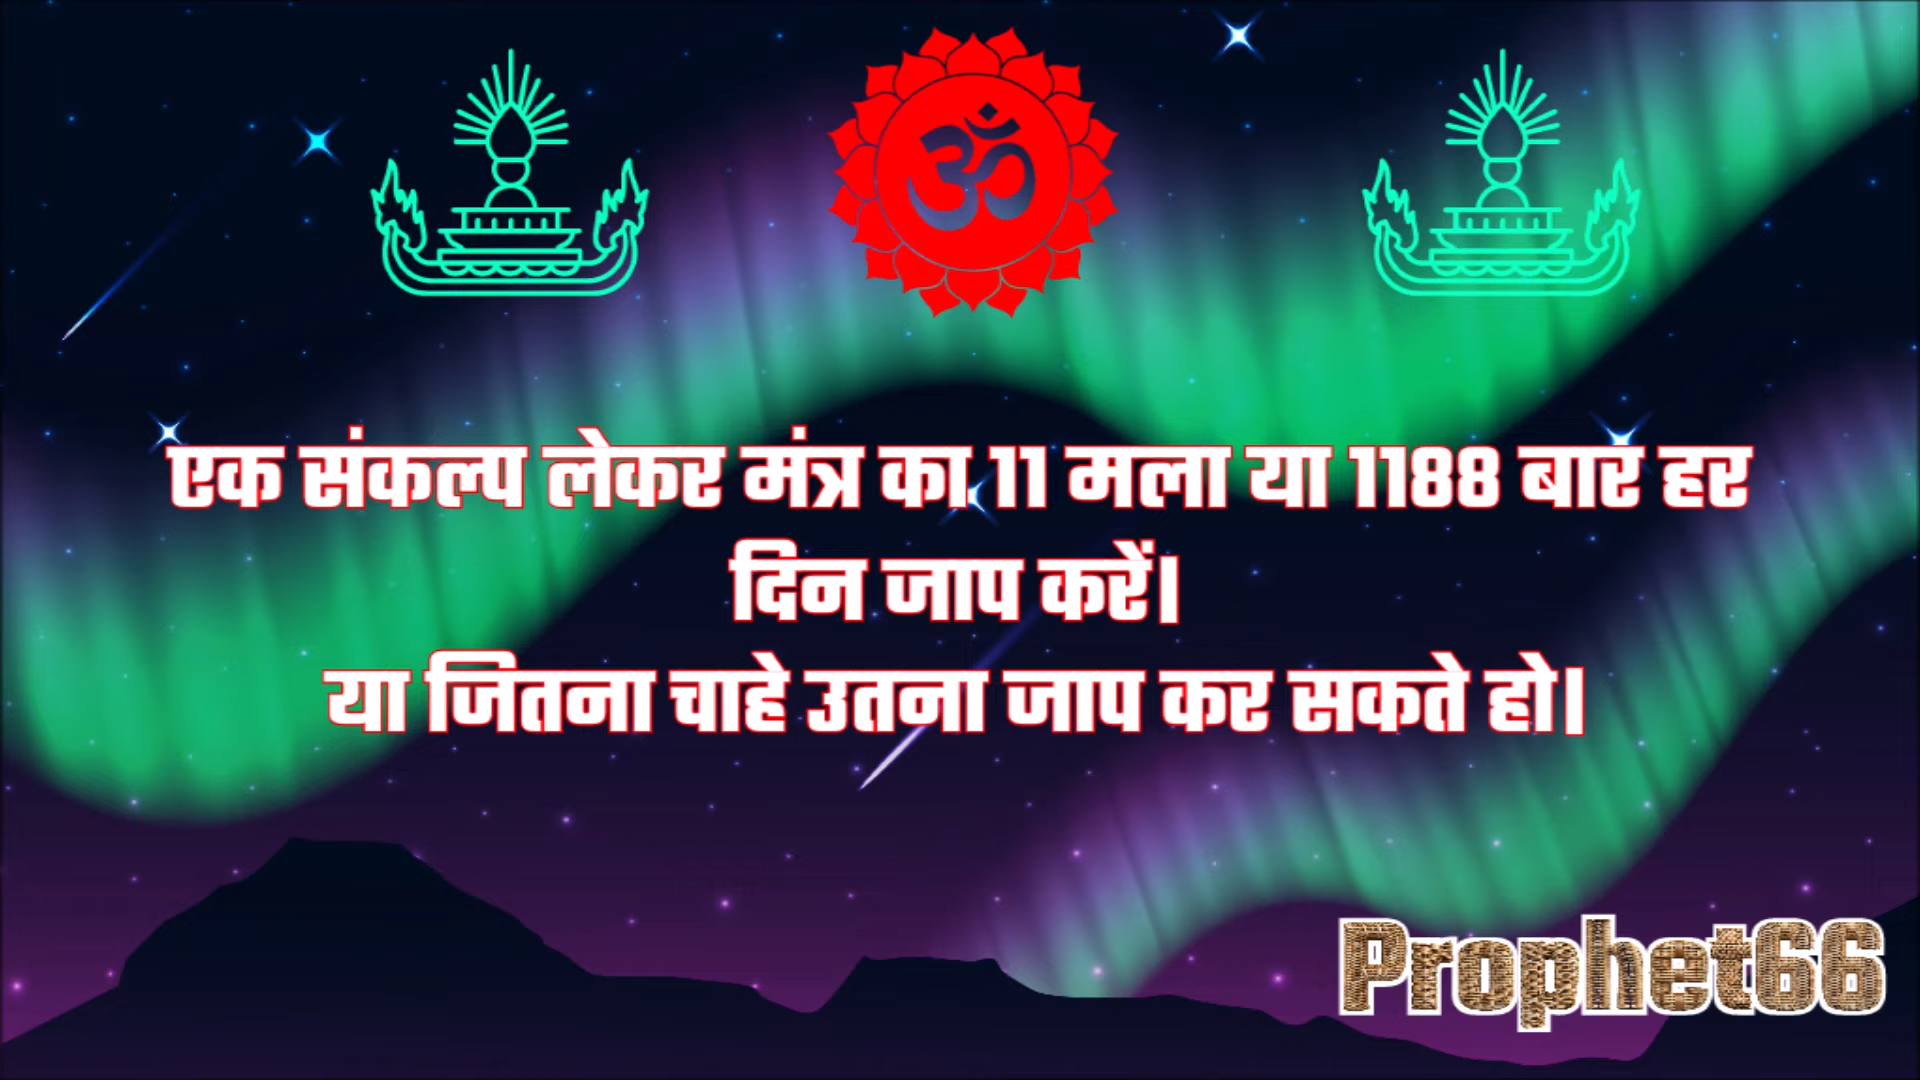 ॐ
एक संकल्प लेकर मंत्र का 11 मला या 1188 बार हर
दिन जाप करें।
या जितना चाहे उतना जाप कर सकते हो।
Prophet66